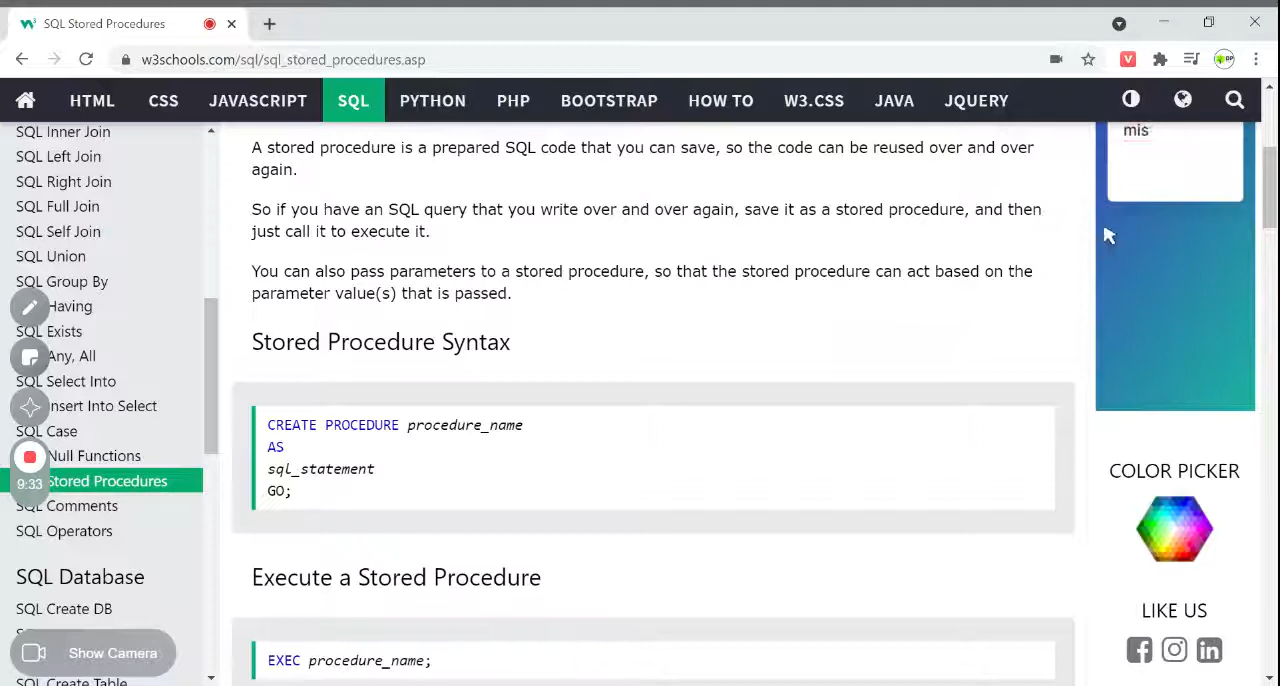 SQL Stored Procedures
w3schools.com/sql/sql_stored_procedures.asp
HTML CSS JAVASCRIPT SQL PYTHON PHP BOOTSTRAP HOW TO W3.CSS JAVA JQUERY
SQL Inner Join
SQL Left Join
SQL Right Join
SQL Full Join
SQL Self Join
SQL Union
SQL Group By
Having
SQL Exists
Any, All
SQL Select Into
Insert Into Select
SQL Case
Null Functions
Stored Procedures
SQL Comments
SQL Operators
SQL Database
SQL Create DB
SQL Create Table
9:33
Show Camera
A stored procedure is a prepared SQL code that you can save, so the code can be reused over and over
again.
So if you have an SQL query that you write over and over again, save it as a stored procedure, and then
just call it to execute it.
You can also pass parameters to a stored procedure, so that the stored procedure can act based on the
parameter value(s) that is passed.
Stored Procedure Syntax
CREATE PROCEDURE procedure_name
AS
sql_statement
GO;
Execute a Stored Procedure
EXEC procedure_name;
mis
COLOR PICKER
LIKE US